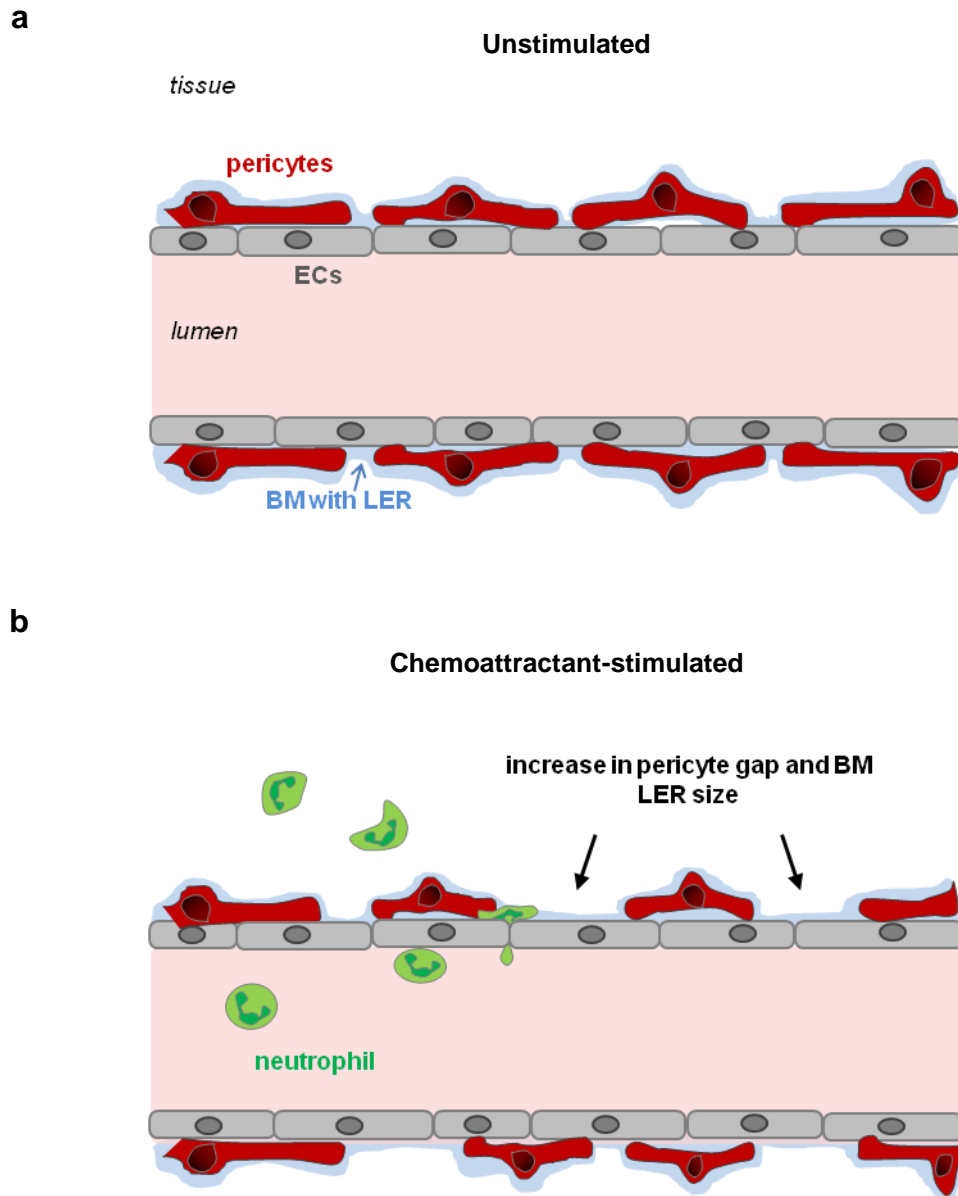 a
Unstimulated
tissue
pericytes
ECs
lumen
BM with LER
b
Chemoattractant-stimulated
increase in pericyte gap and BM
LER size
neutrophil